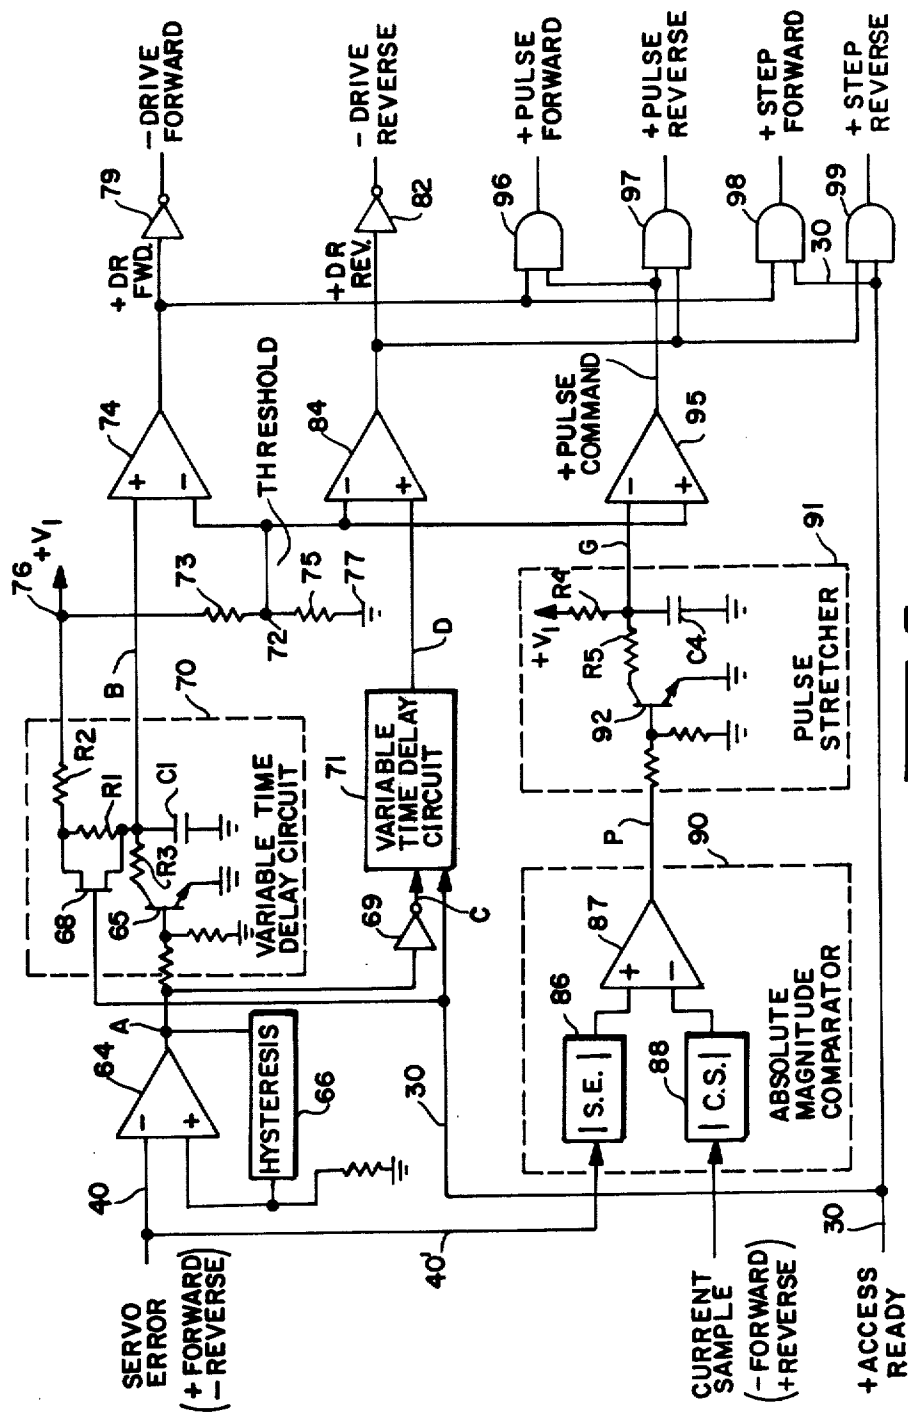 SERVO
ERROR
(+ FORWARD)
(− REVERSE)
40
64
A
HYSTERESIS
66
30
40'
68
65
R3
R1
R2
C1
VARIABLE TIME
DELAY CIRCUIT
70
B
76
+V1
73
72
75
77
THRESHOLD
74
+DR
FWD.
79
− DRIVE
FORWARD
69
C
71
VARIABLE
TIME DELAY
CIRCUIT
D
84
+DR
REV.
82
− DRIVE
REVERSE
CURRENT
SAMPLE
(− FORWARD)
(+ REVERSE)
86
|S.E.|
88
|C.S.|
87
ABSOLUTE
MAGNITUDE
COMPARATOR
90
P
92
R5
+V1
R4
C4
G
PULSE
STRETCHER
91
+PULSE
COMMAND
95
96
+PULSE
FORWARD
97
+PULSE
REVERSE
98
+STEP
FORWARD
30
99
+STEP
REVERSE
+ACCESS
READY
30